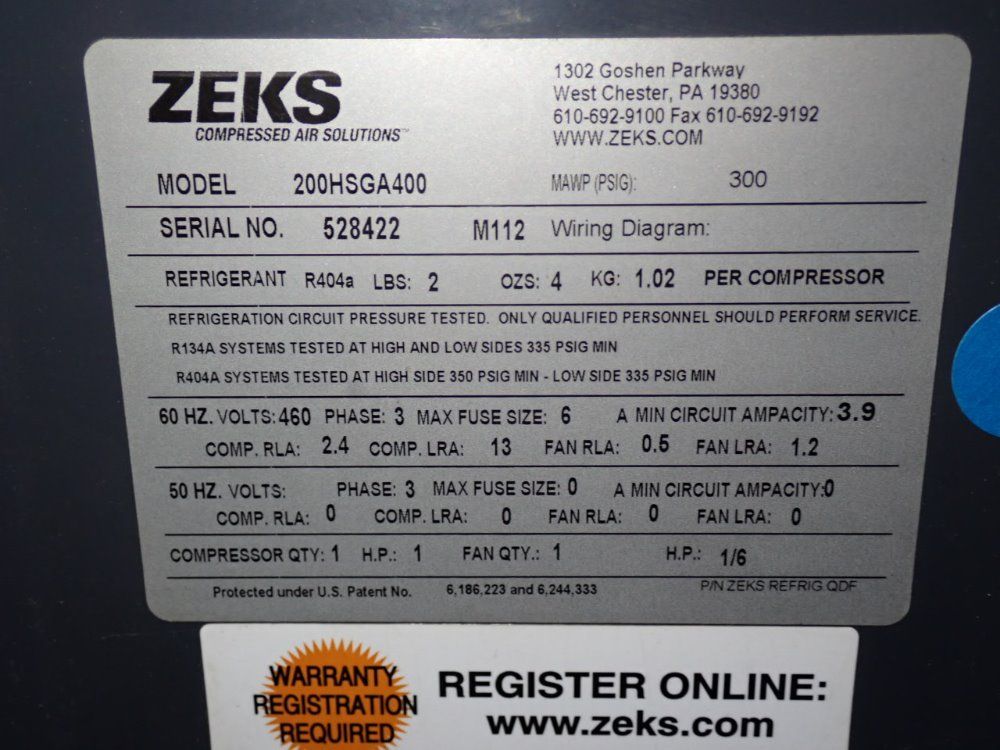 ZEKS
COMPRESSED AIR SOLUTIONS™
1302 Goshen Parkway
West Chester, PA 19380
610-692-9100 Fax 610-692-9192
WWW.ZEKS.COM
MODEL 200HSGA400 MAWP (PSIG): 300
SERIAL NO. 528422 M112 Wiring Diagram:
REFRIGERANT R404a LBS: 2 OZS: 4 KG: 1.02 PER COMPRESSOR
REFRIGERATION CIRCUIT PRESSURE TESTED. ONLY QUALIFIED PERSONNEL SHOULD PERFORM SERVICE.
R134A SYSTEMS TESTED AT HIGH AND LOW SIDES 335 PSIG MIN
R404A SYSTEMS TESTED AT HIGH SIDE 350 PSIG MIN - LOW SIDE 335 PSIG MIN
60 HZ. VOLTS: 460 PHASE: 3 MAX FUSE SIZE: 6 A MIN CIRCUIT AMPACITY: 3.9
COMP. RLA: 2.4 COMP. LRA: 13 FAN RLA: 0.5 FAN LRA: 1.2
50 HZ. VOLTS: PHASE: 3 MAX FUSE SIZE: 0 A MIN CIRCUIT AMPACITY:0
COMP. RLA: 0 COMP. LRA: 0 FAN RLA: 0 FAN LRA: 0
COMPRESSOR QTY: 1 H.P.: 1 FAN QTY.: 1 H.P.: 1/6
Protected under U.S. Patent No. 6,186,223 and 6,244,333 P/N ZEKS REFRIG QDF
WARRANTY
REGISTRATION
REQUIRED
REGISTER ONLINE:
www.zeks.com